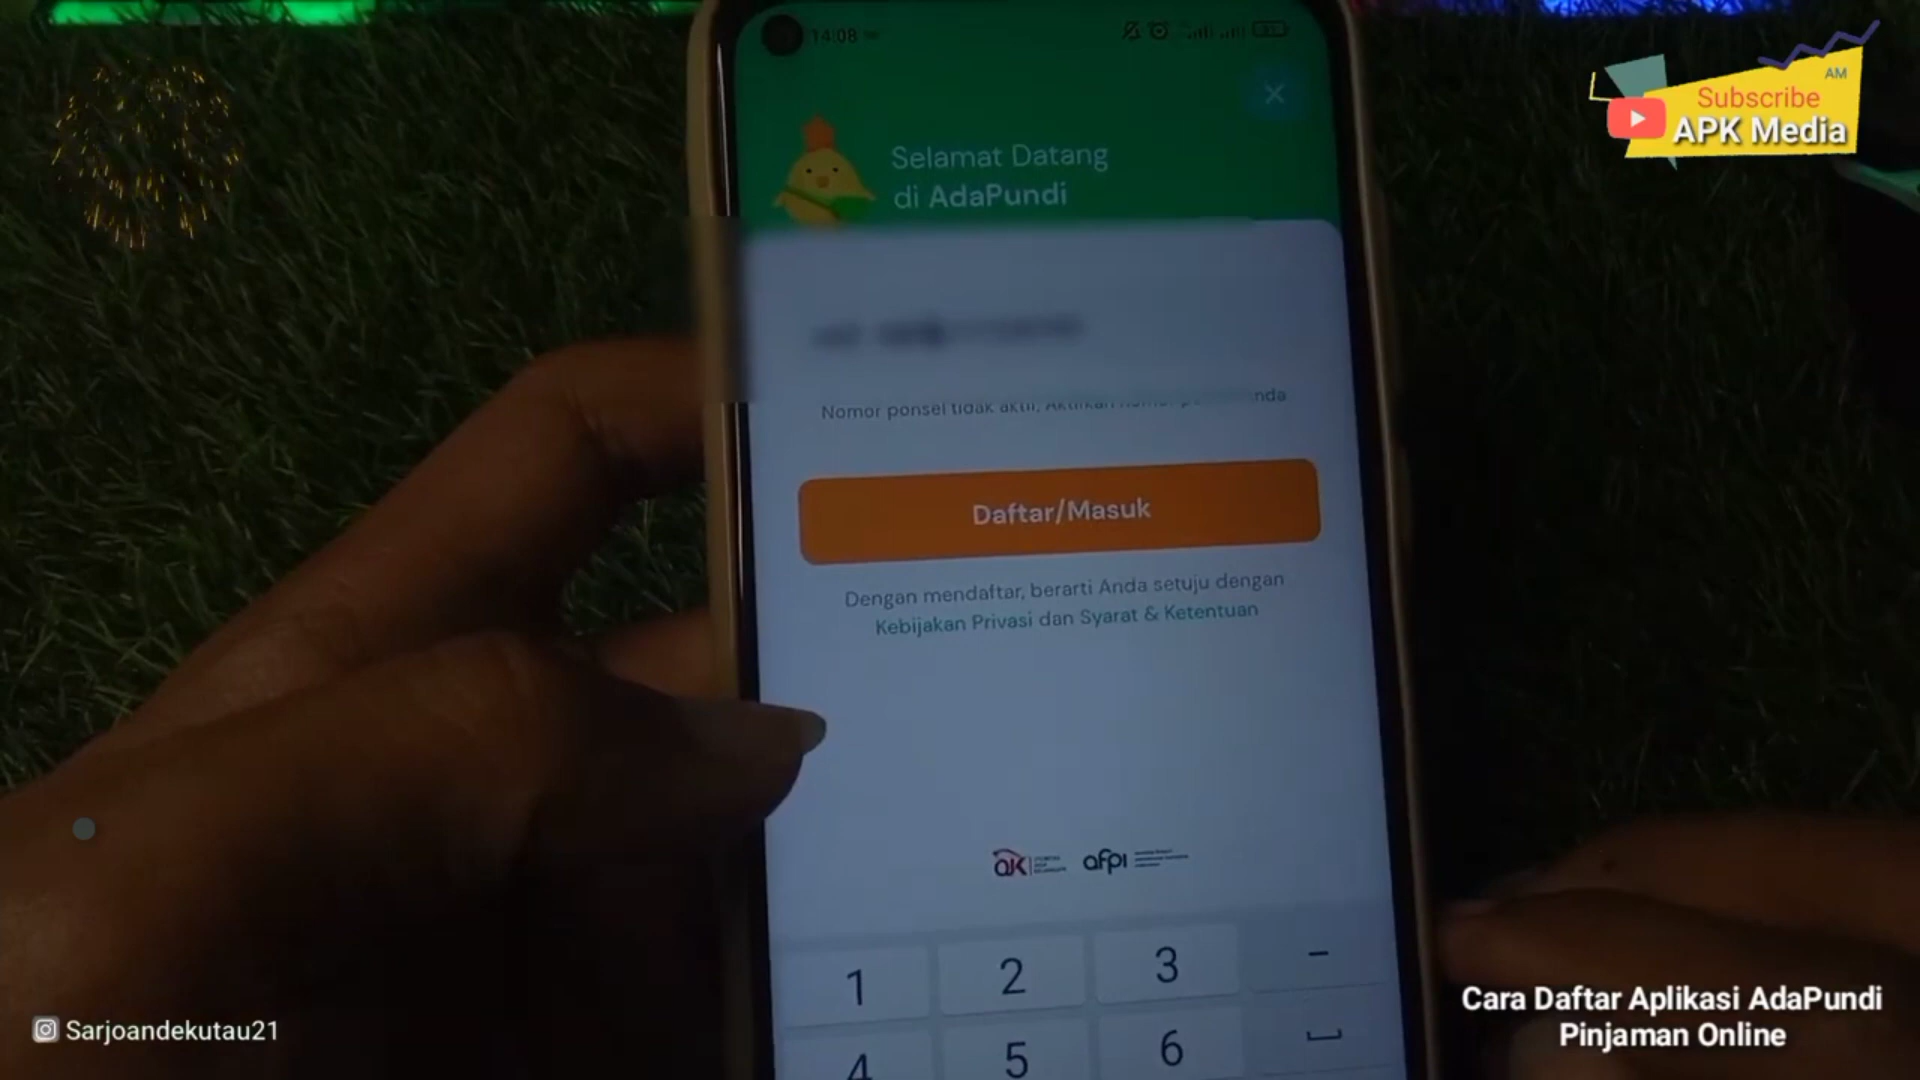 14:08
AM
Subscribe
APK Media
Selamat Datang
di AdaPundi
Nomor ponsel tidak aktif, Aktifkan
nda
Daftar/Masuk
Dengan mendaftar, berarti Anda setuju dengan
Kebijakan Privasi dan Syarat & Ketentuan
afpi
1 2 3 -
4 5 6
Sarjoandekutau21
Cara Daftar Aplikasi AdaPundi
Pinjaman Online